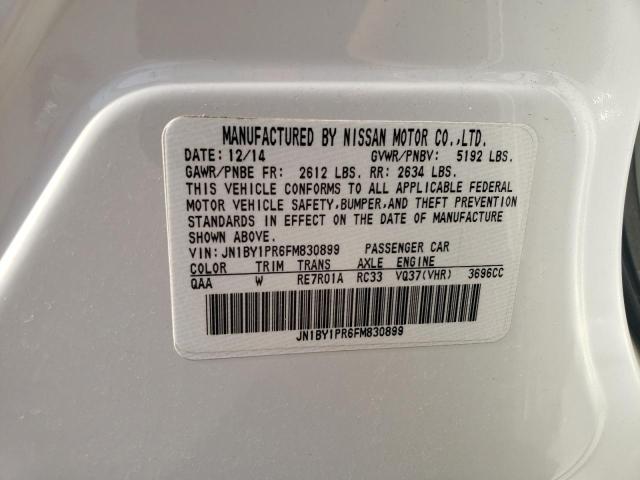 MANUFACTURED BY NISSAN MOTOR CO.,LTD.
DATE: 12/14 GVWR/PNBV: 5192 LBS.
GAWR/PNBE FR: 2612 LBS. RR: 2634 LBS.
THIS VEHICLE CONFORMS TO ALL APPLICABLE FEDERAL
MOTOR VEHICLE SAFETY,BUMPER,AND THEFT PREVENTION
STANDARDS IN EFFECT ON THE DATE OF MANUFACTURE
SHOWN ABOVE.
VIN:JN1BY1PR6FM830899 PASSENGER CAR
COLOR TRIM TRANS AXLE ENGINE
QAA W RE7R01A RC33 VQ37(VHR) 3696CC
JN1BY1PR6FM830899